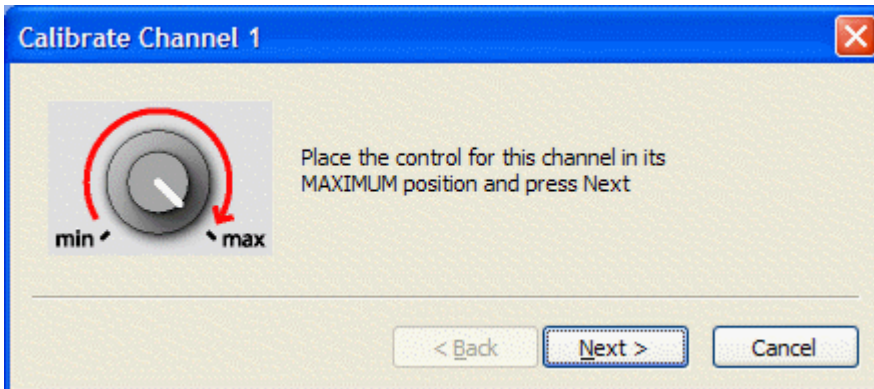 Calibrate Channel 1
Place the control for this channel in its
MAXIMUM position and press Next
min
max
< Back
Next >
Cancel